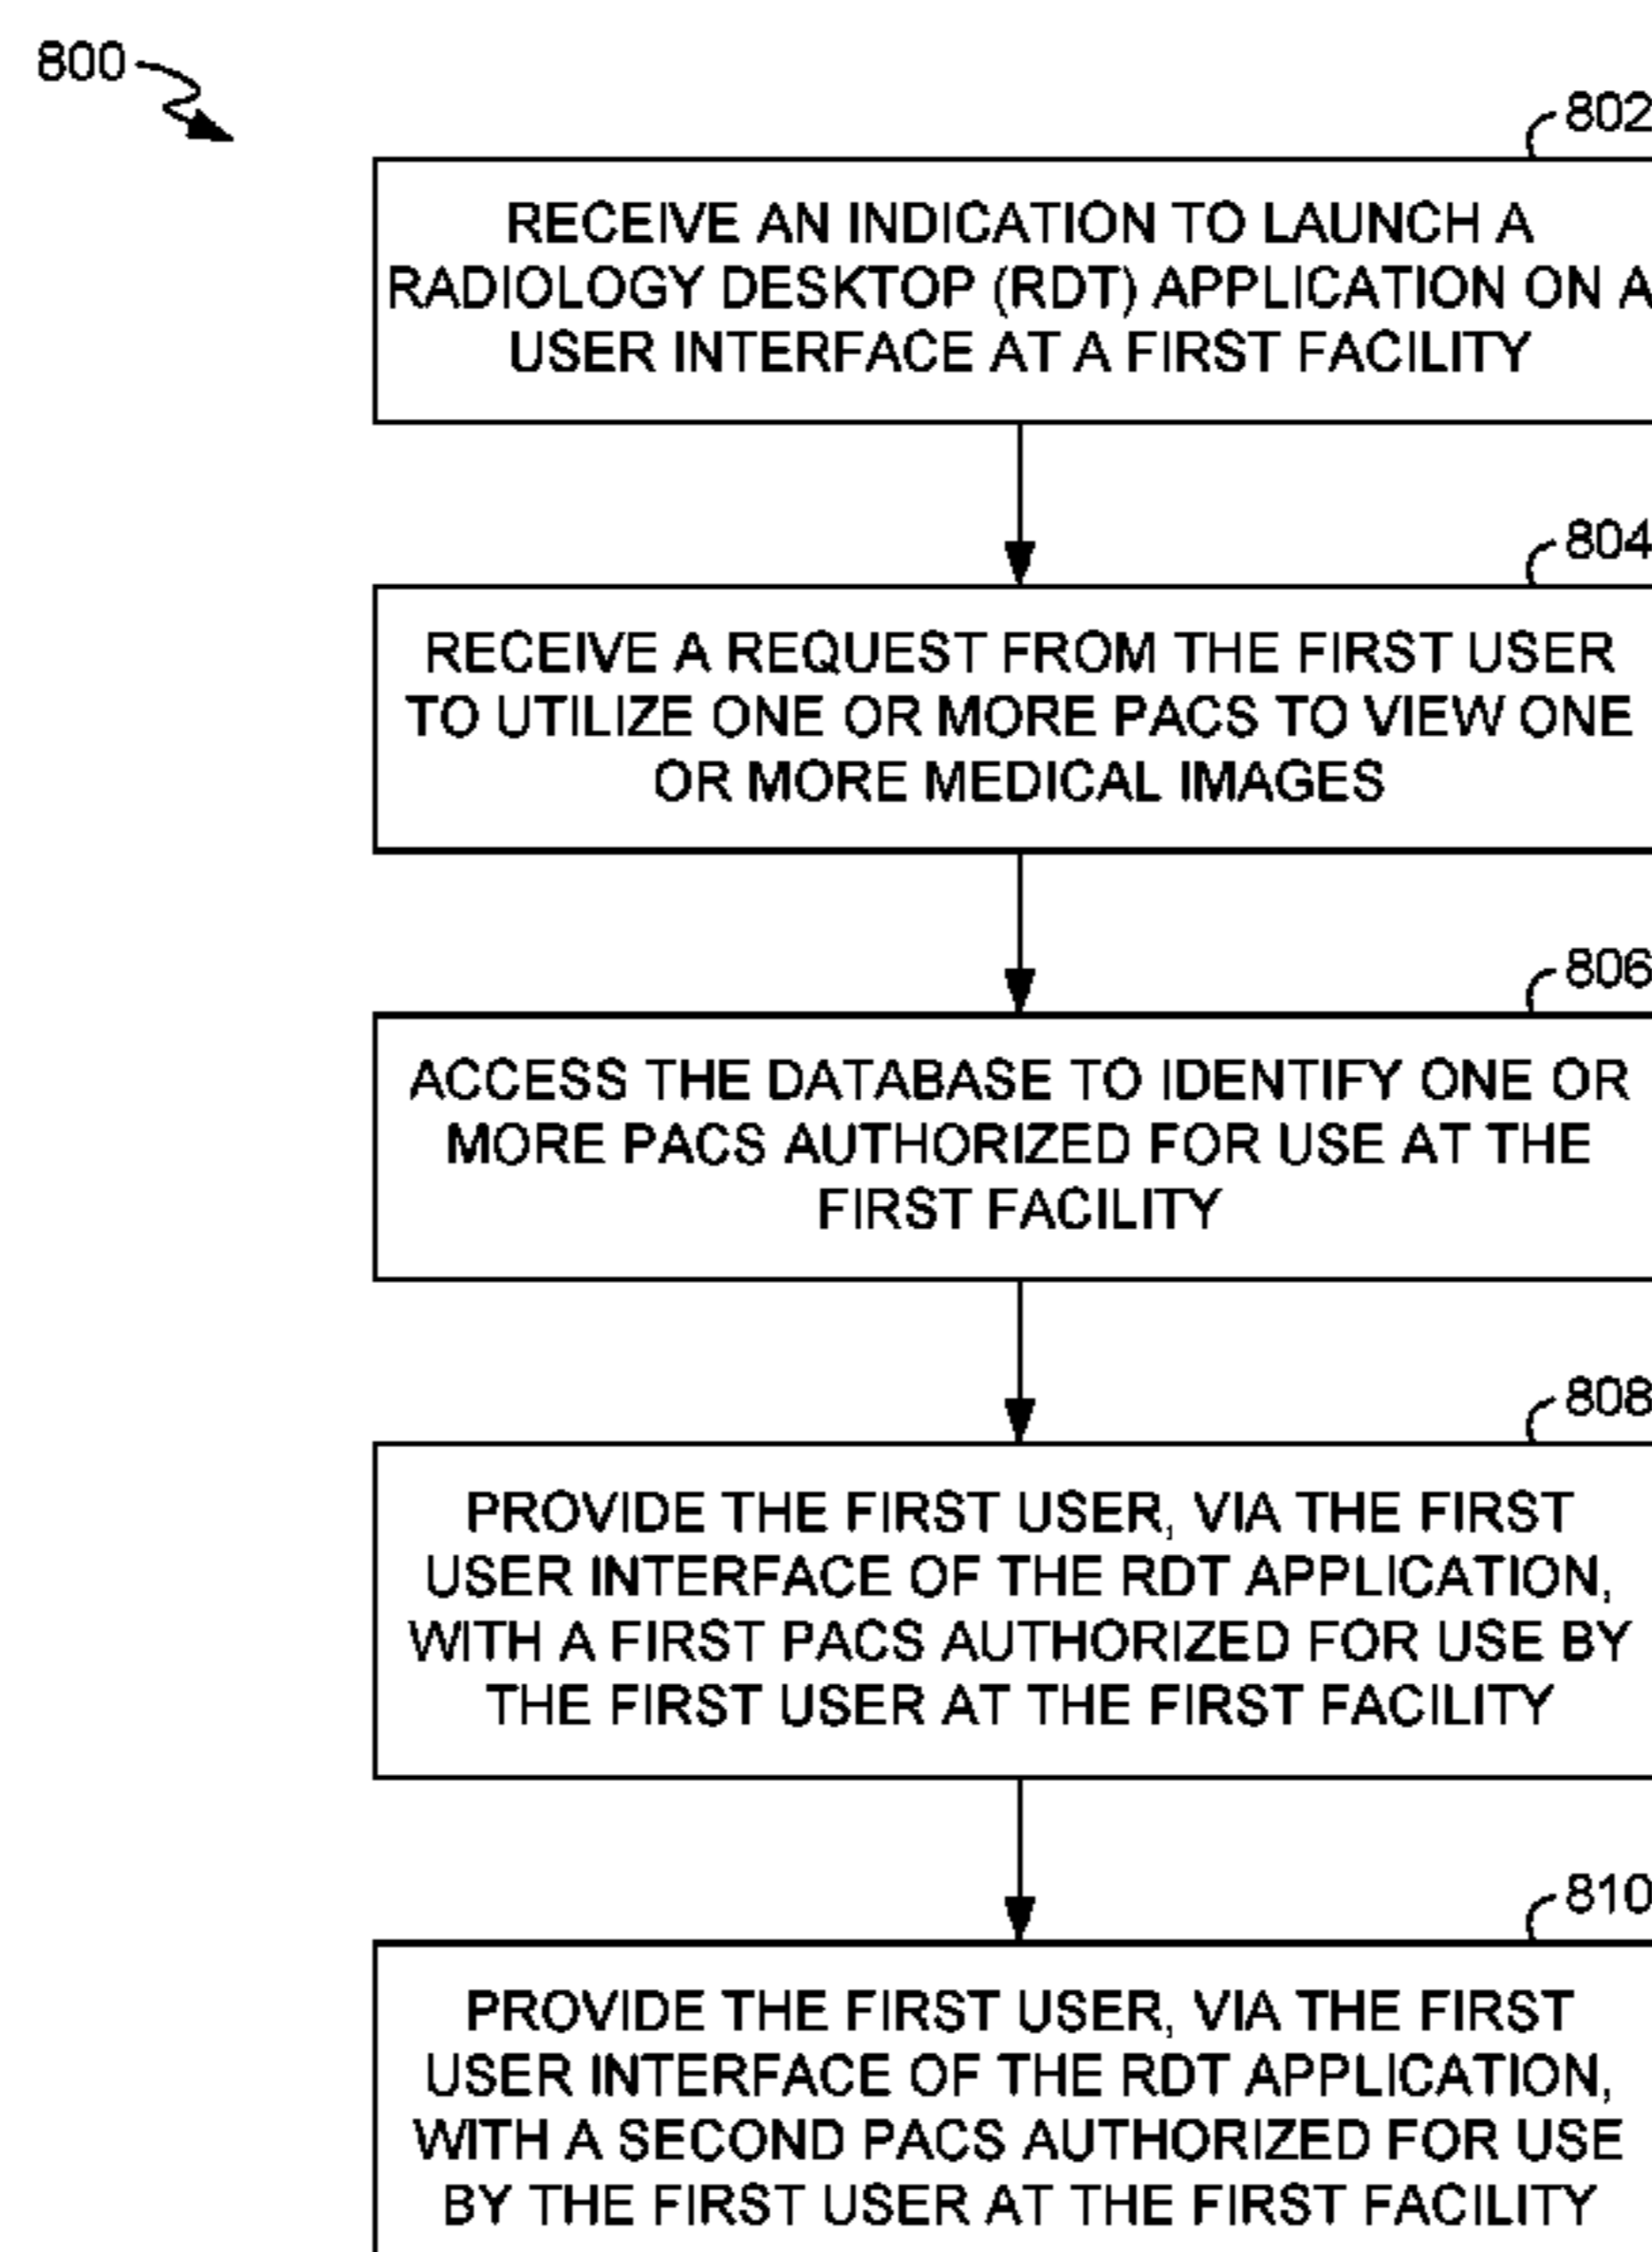 800
802
RECEIVE AN INDICATION TO LAUNCH A
RADIOLOGY DESKTOP (RDT) APPLICATION ON A
USER INTERFACE AT A FIRST FACILITY
804
RECEIVE A REQUEST FROM THE FIRST USER
TO UTILIZE ONE OR MORE PACS TO VIEW ONE
OR MORE MEDICAL IMAGES
806
ACCESS THE DATABASE TO IDENTIFY ONE OR
MORE PACS AUTHORIZED FOR USE AT THE
FIRST FACILITY
808
PROVIDE THE FIRST USER, VIA THE FIRST
USER INTERFACE OF THE RDT APPLICATION,
WITH A FIRST PACS AUTHORIZED FOR USE BY
THE FIRST USER AT THE FIRST FACILITY
810
PROVIDE THE FIRST USER, VIA THE FIRST
USER INTERFACE OF THE RDT APPLICATION,
WITH A SECOND PACS AUTHORIZED FOR USE
BY THE FIRST USER AT THE FIRST FACILITY